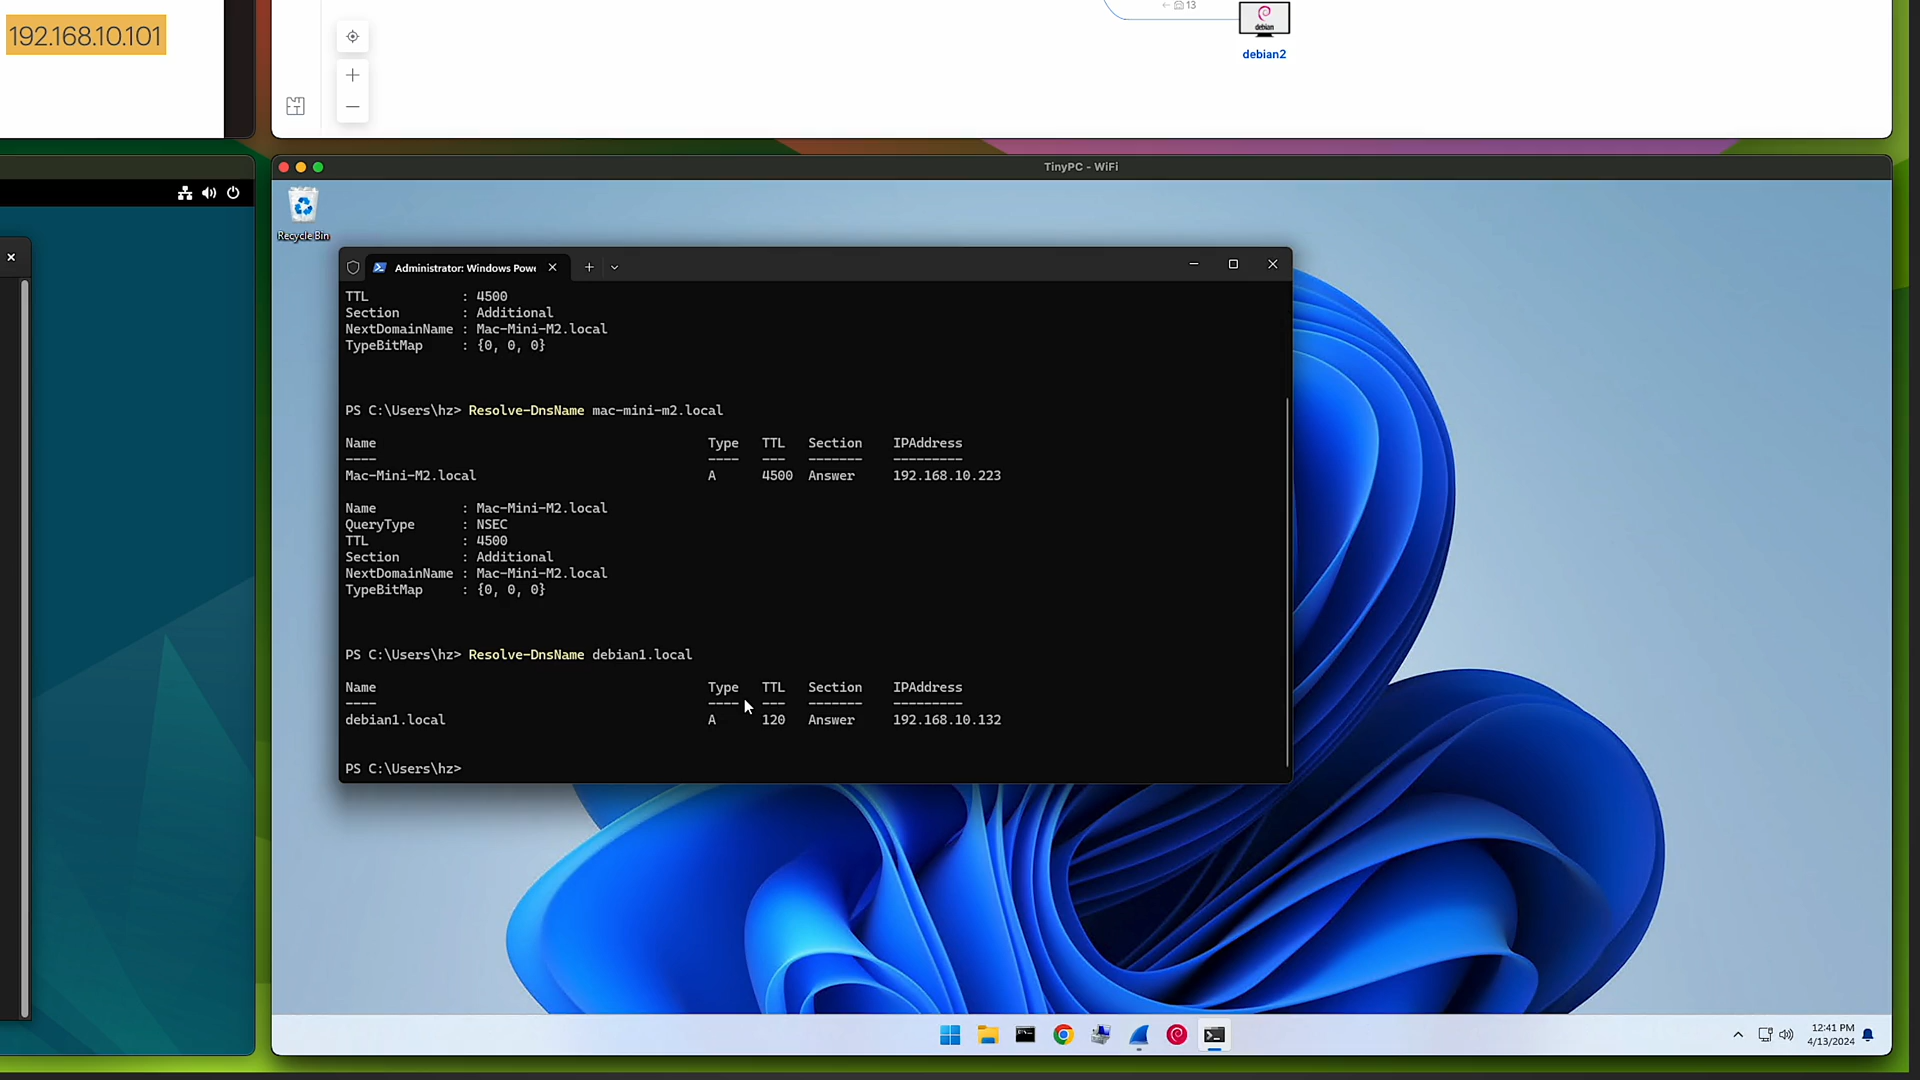 192.168.10.101
13
debian
debian2
TinyPC - WiFi
Recycle Bin
Administrator: Windows Powe
TTL : 4500
Section : Additional
NextDomainName : Mac-Mini-M2.local
TypeBitMap : {0, 0, 0}
PS C:\Users\hz> Resolve-DnsName mac-mini-m2.local
Name Type TTL Section IPAddress
---- ---- --- ------- ---------
Mac-Mini-M2.local A 4500 Answer 192.168.10.223
Name : Mac-Mini-M2.local
QueryType : NSEC
TTL : 4500
Section : Additional
NextDomainName : Mac-Mini-M2.local
TypeBitMap : {0, 0, 0}
PS C:\Users\hz> Resolve-DnsName debian1.local
Name Type TTL Section IPAddress
---- ---- --- ------- ---------
debian1.local A 120 Answer 192.168.10.132
PS C:\Users\hz>
12:41 PM
4/13/2024